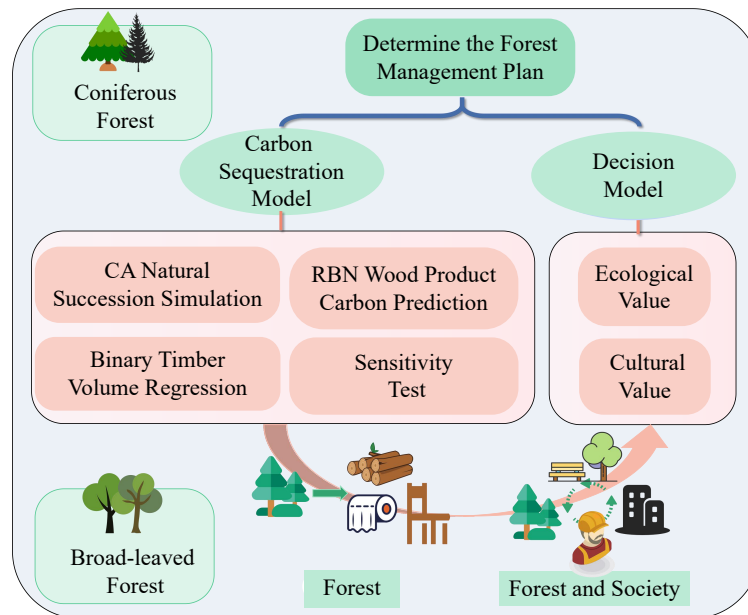 Coniferous
Forest
Determine the Forest
Management Plan
Carbon
Sequestration
Model
Decision
Model
CA Natural
Succession Simulation
RBN Wood Product
Carbon Prediction
Binary Timber
Volume Regression
Sensitivity
Test
Ecological
Value
Cultural
Value
Broad-leaved
Forest
Forest
Forest and Society